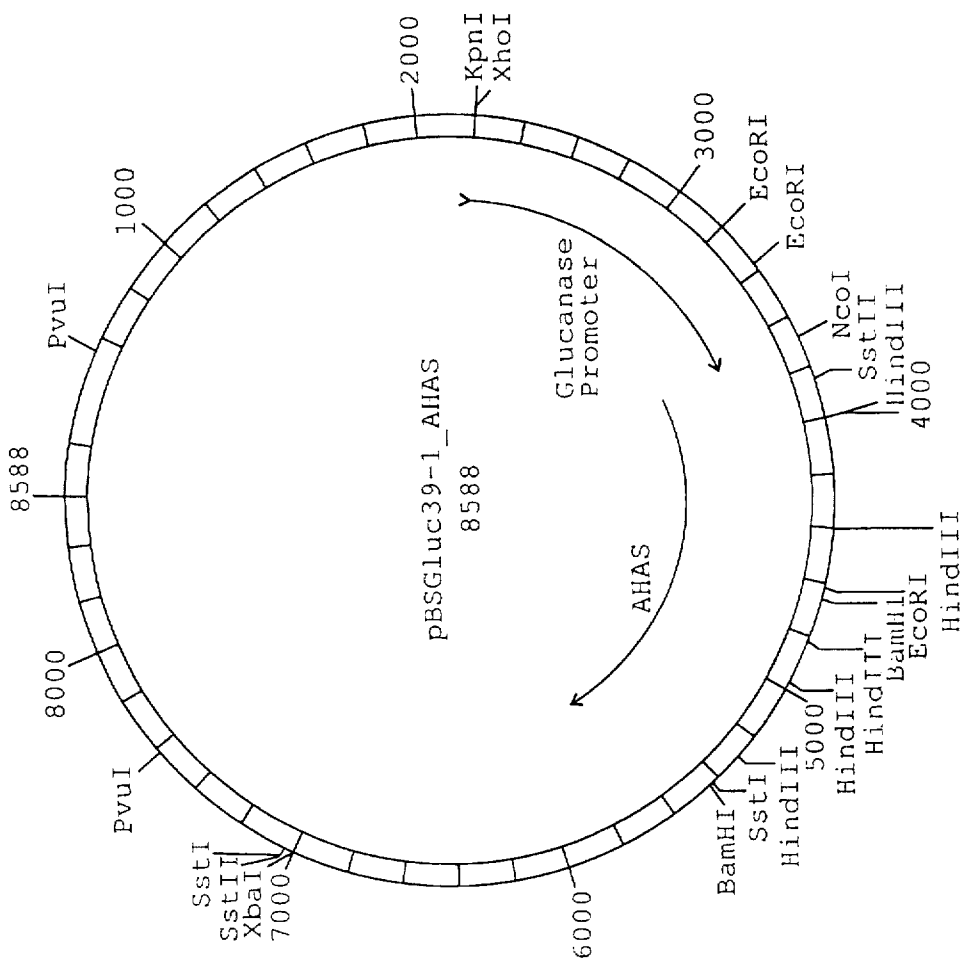 8588
PvuI
1000
2000
KpnI
XhoI
3000
EcoRI
EcoRI
NcoI
SstII
HindIII
4000
HindIII
EcoRI
BamHI
HindIII
HindIII
5000
HindIII
SstI
BamHI
6000
7000
XbaI
SstII
SstI
PvuI
8000
Glucanase
Promoter
AHAS
pBSGluc39-1_AHAS
8588